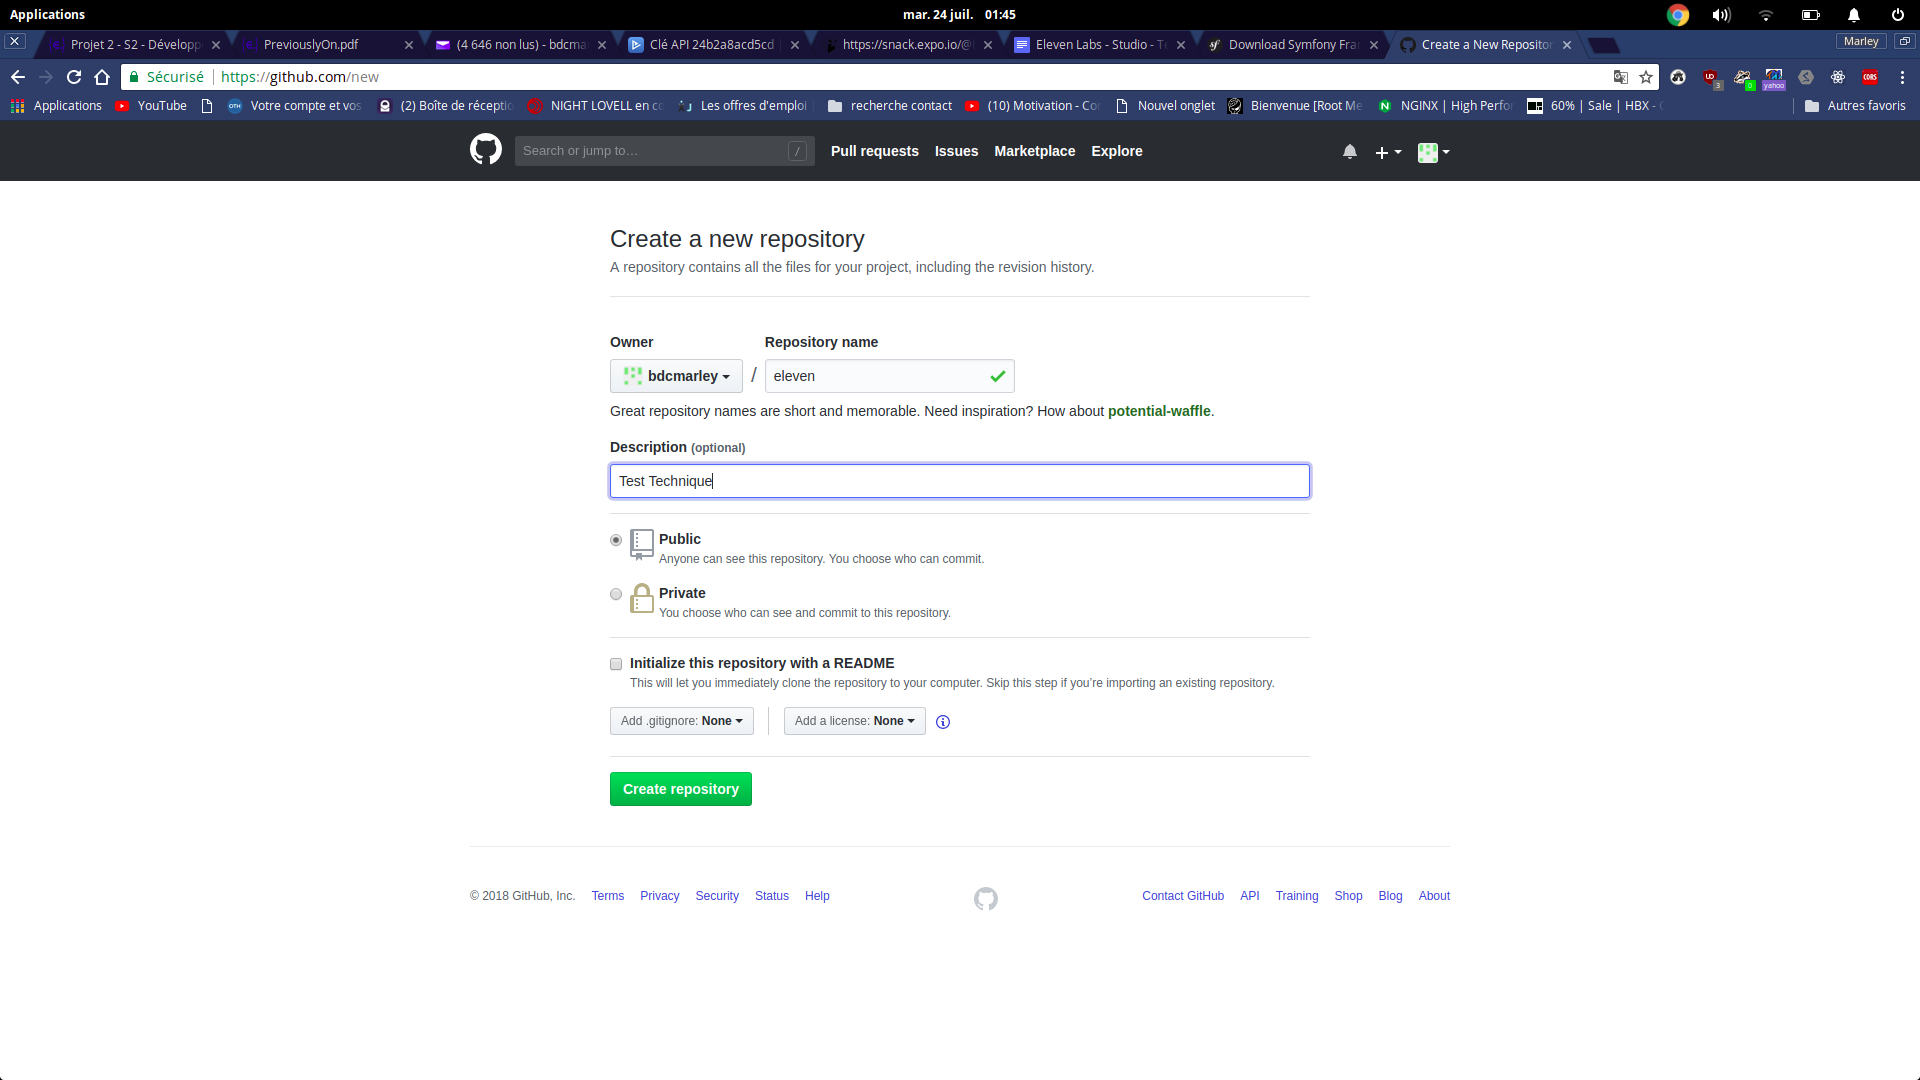 Applications
mar. 24 juil. 01:45
Projet 2 - S2 - Développ
PreviouslyOn.pdf
(4 646 non lus) - bdcma
Clé API 24b2a8acd5cd
https://snack.expo.io/@
Eleven Labs - Studio - Te
Download Symfony Fra
Create a New Repositor
Marley
Sécurisé
https://github.com/new
3
0
yahoo
CORS
Applications
YouTube
Votre compte et vos
(2) Boîte de réceptio
NIGHT LOVELL en co
Les offres d'emploi
recherche contact
(10) Motivation - Co
Nouvel onglet
Bienvenue [Root Me
NGINX | High Perfor
60% | Sale | HBX -
Autres favoris
Search or jump to…
/
Pull requests
Issues
Marketplace
Explore
Create a new repository
A repository contains all the files for your project, including the revision history.
Owner
Repository name
bdcmarley
/
eleven
Great repository names are short and memorable. Need inspiration? How about potential-waffle.
Description (optional)
Test Technique
Public
Anyone can see this repository. You choose who can commit.
Private
You choose who can see and commit to this repository.
Initialize this repository with a README
This will let you immediately clone the repository to your computer. Skip this step if you’re importing an existing repository.
Add .gitignore: None
Add a license: None
Create repository
© 2018 GitHub, Inc.
Terms
Privacy
Security
Status
Help
Contact GitHub
API
Training
Shop
Blog
About